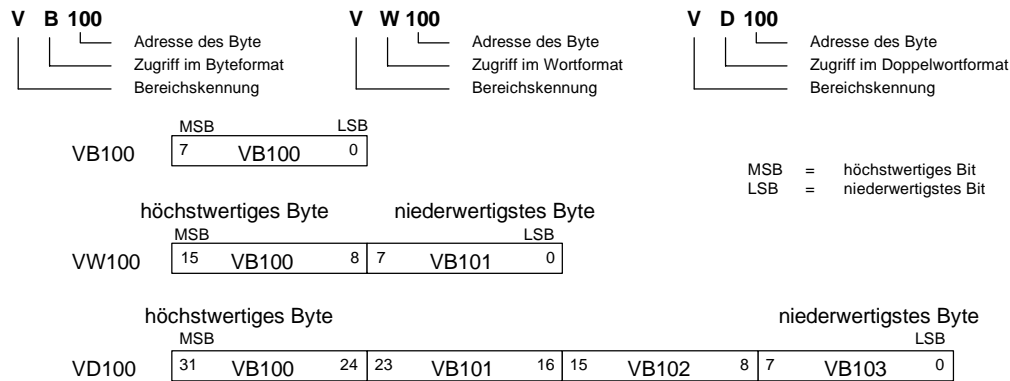 V B 100 V W 100 V D 100
Adresse des Byte Adresse des Byte Adresse des Byte
Zugriff im Byteformat Zugriff im Wortformat Zugriff im Doppelwortformat
Bereichskennung Bereichskennung Bereichskennung
MSB LSB
VB100 7 VB100 0
MSB = höchstwertiges Bit
LSB = niederwertigstes Bit
höchstwertiges Byte niederwertigstes Byte
MSB LSB
VW100 15 VB100 8 7 VB101 0
höchstwertiges Byte niederwertigstes Byte
MSB LSB
VD100 31 VB100 24 23 VB101 16 15 VB102 8 7 VB103 0